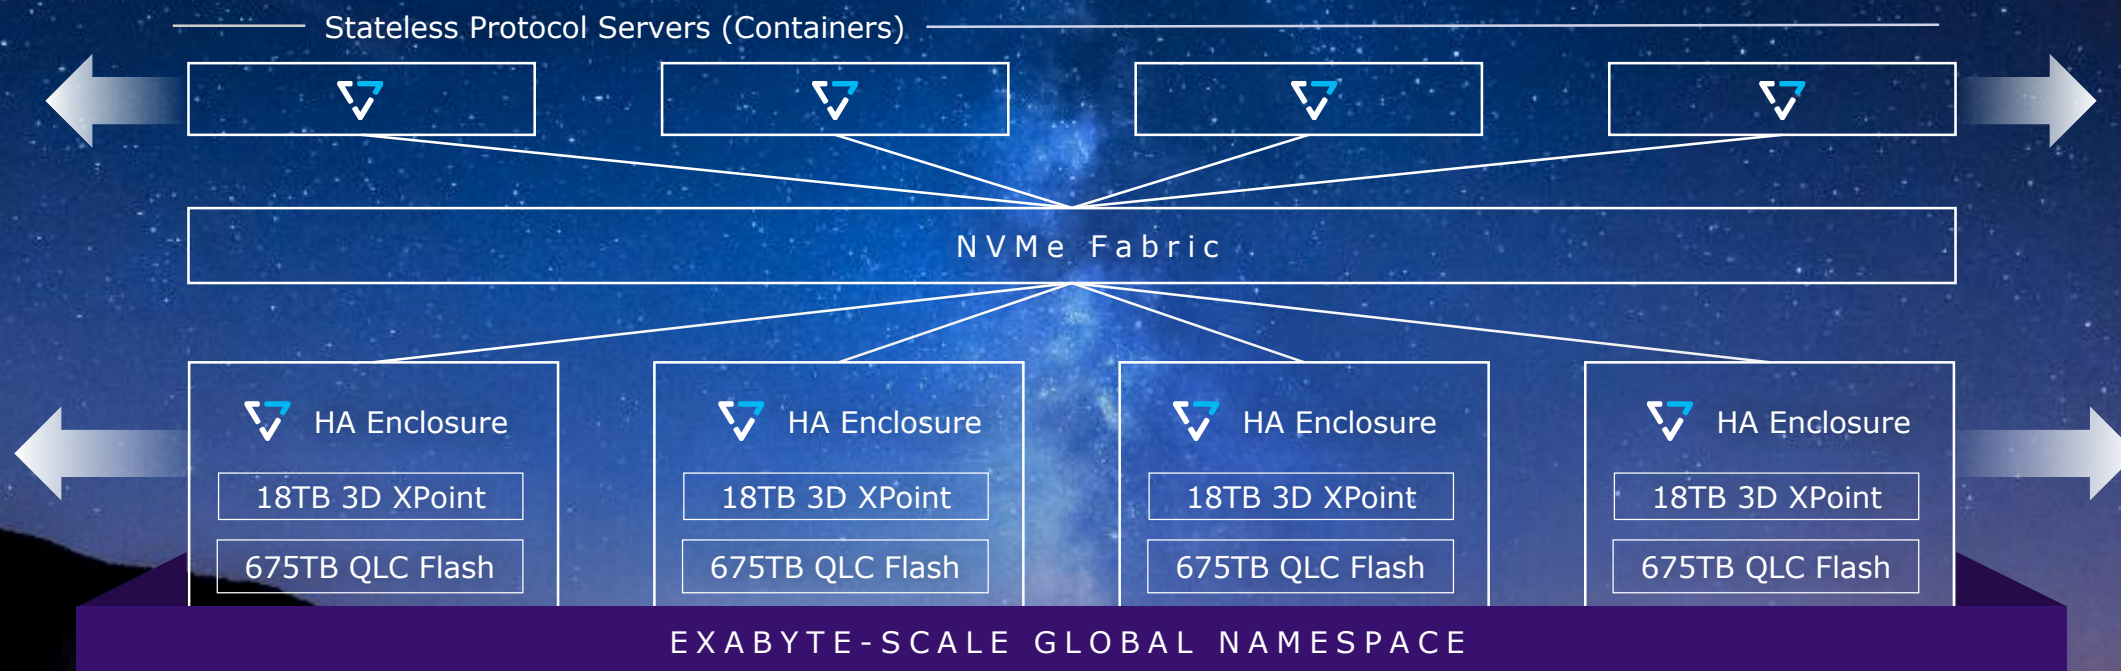 Stateless Protocol Servers (Containers)
NVMe Fabric
HA Enclosure
18TB 3D XPoint
675TB QLC Flash
HA Enclosure
18TB 3D XPoint
675TB QLC Flash
HA Enclosure
18TB 3D XPoint
675TB QLC Flash
HA Enclosure
18TB 3D XPoint
675TB QLC Flash
EXABYTE-SCALE GLOBAL NAMESPACE